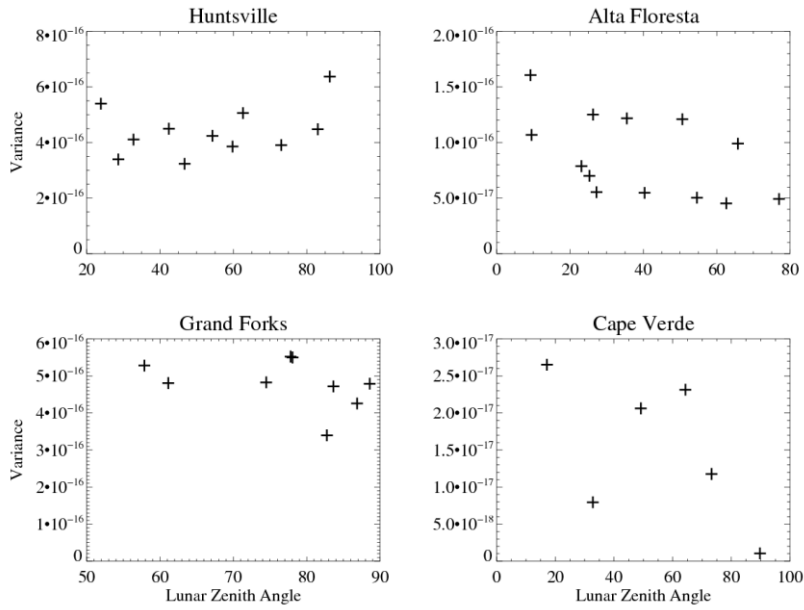 Huntsville
8•10⁻¹⁶
6•10⁻¹⁶
4•10⁻¹⁶
2•10⁻¹⁶
0
Variance
20 40 60 80 100
Alta Floresta
2.0•10⁻¹⁶
1.5•10⁻¹⁶
1.0•10⁻¹⁶
5.0•10⁻¹⁷
0
0 20 40 60 80
Grand Forks
6•10⁻¹⁶
5•10⁻¹⁶
4•10⁻¹⁶
3•10⁻¹⁶
2•10⁻¹⁶
1•10⁻¹⁶
0
Variance
50 60 70 80 90
Lunar Zenith Angle
Cape Verde
3.0•10⁻¹⁷
2.5•10⁻¹⁷
2.0•10⁻¹⁷
1.5•10⁻¹⁷
1.0•10⁻¹⁷
5.0•10⁻¹⁸
0
0 20 40 60 80 100
Lunar Zenith Angle